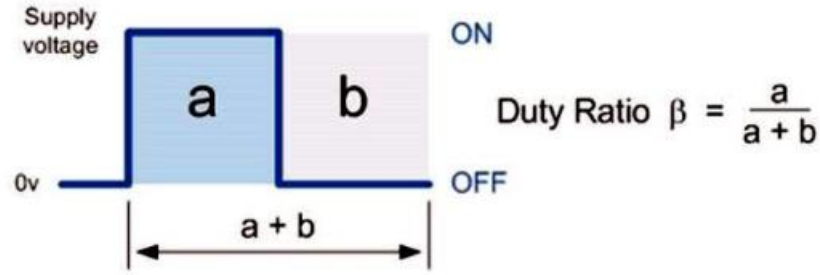 Supply
voltage
ON
a
b
Duty Ratio β = a / a + b
0v
OFF
a + b